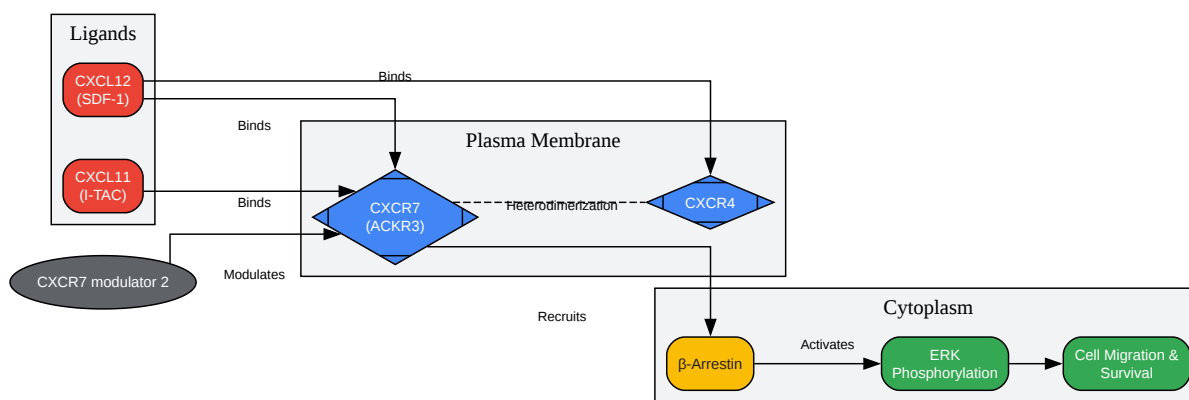 Ligands
CXCL12
(SDF-1)
Binds
Binds
Plasma Membrane
CXCL11
(I-TAC)
Binds
CXCR7
(ACKR3)
Heterodimerization
CXCR4
CXCR7 modulator 2
Modulates
Recruits
Cytoplasm
β-Arrestin
Activates
ERK
Phosphorylation
Cell Migration &
Survival